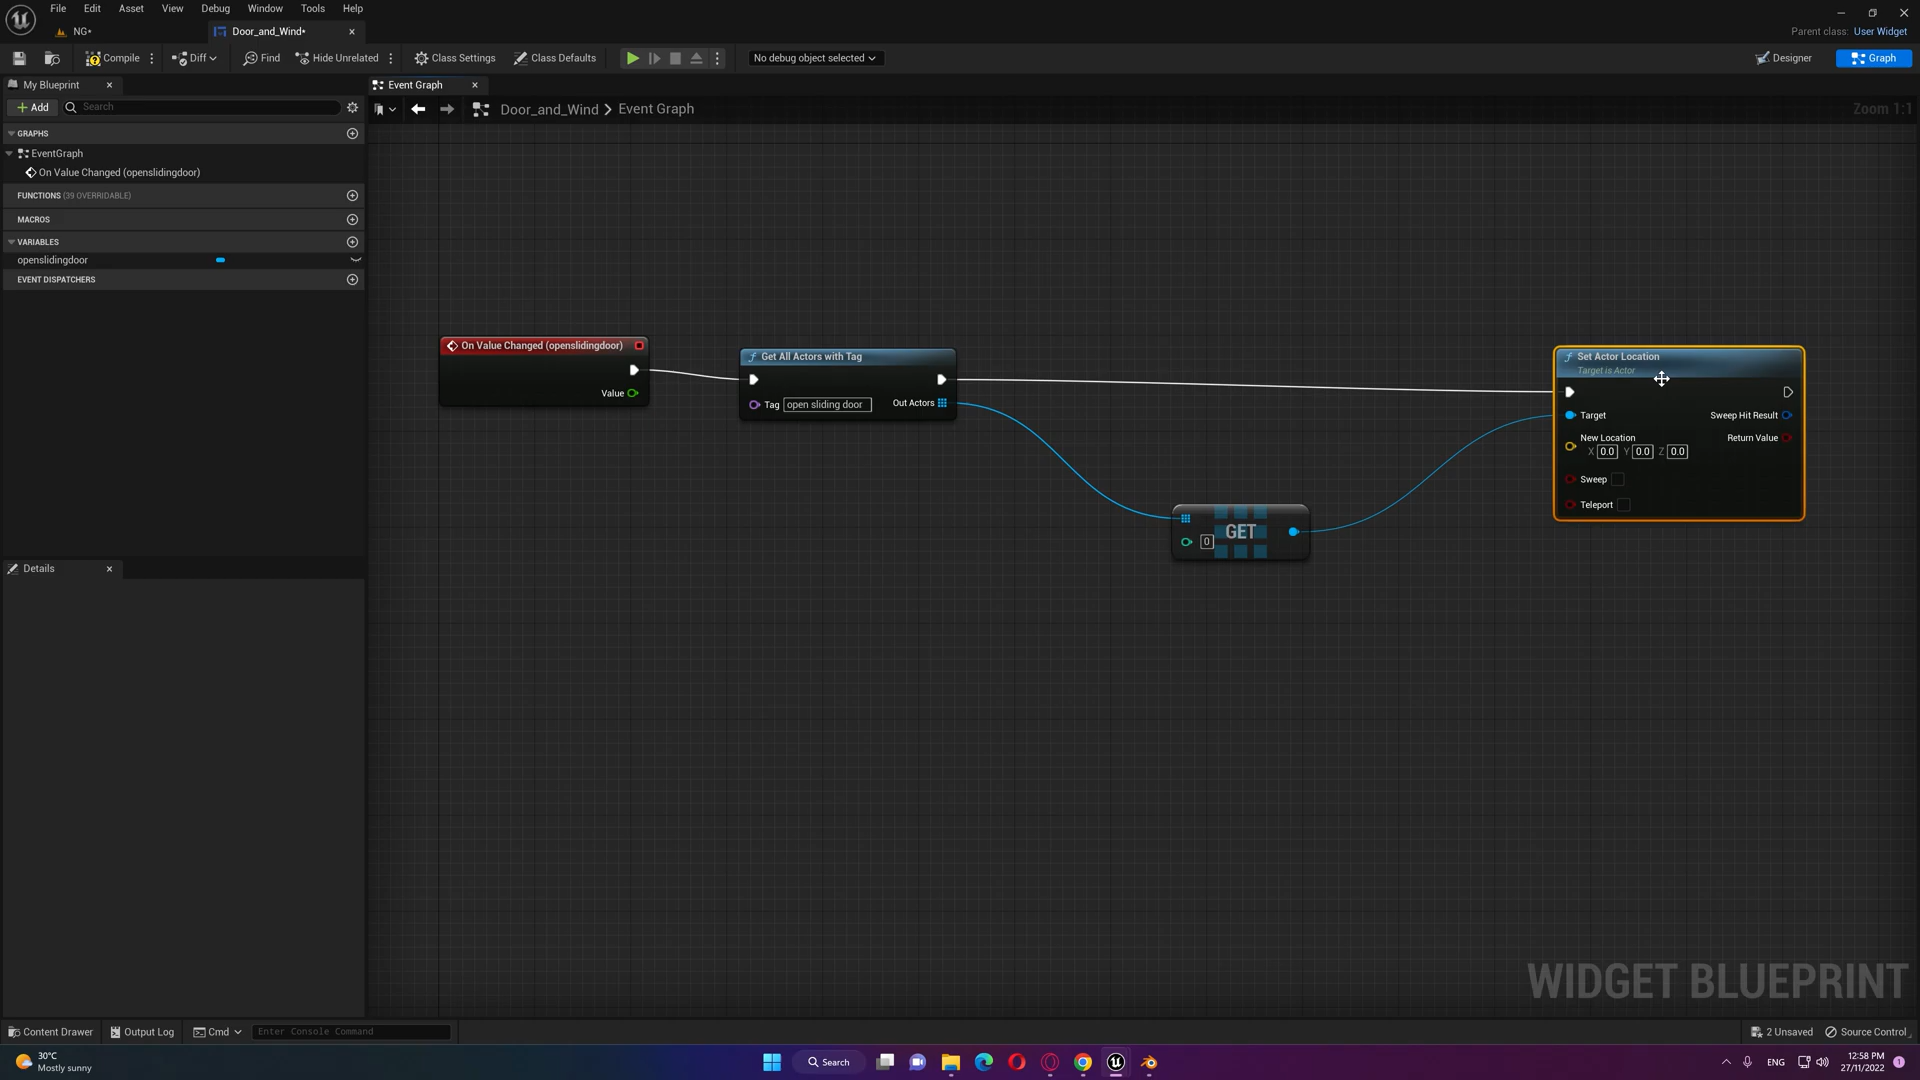 File Edit Asset View Debug Window Tools Help
NG*
Door_and_Wind*
Parent class: User Widget
Compile
Diff
Find
Hide Unrelated
Class Settings
Class Defaults
No debug object selected
Designer
Graph
My Blueprint
Event Graph
Add
Search
Door_and_Wind > Event Graph
Zoom 1:1
GRAPHS
EventGraph
On Value Changed (openslidingdoor)
FUNCTIONS (39 OVERRIDABLE)
MACROS
VARIABLES
openslidingdoor
EVENT DISPATCHERS
On Value Changed (openslidingdoor)
Value
Get All Actors with Tag
Tag open sliding door
Out Actors
Set Actor Location
Target is Actor
Target
Sweep Hit Result
New Location
Return Value
X 0.0 Y 0.0 Z 0.0
Sweep
Teleport
GET
0
Details
WIDGET BLUEPRINT
Content Drawer
Output Log
Cmd
Enter Console Command
2 Unsaved
Source Control
30°C
Mostly sunny
Search
ENG
12:58 PM
27/11/2022
1